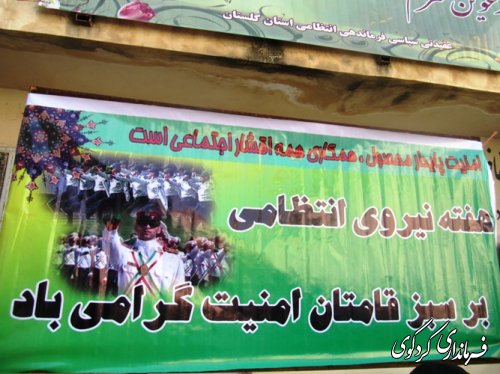 عقیدتی سیاسی فرماندهی انتظامی استان گلستان
امنیت پایدار محصول ، همکاری همه اقشار اجتماعی است
هفته نیروی انتظامی
بر سبز قامتان امنیت گرامی باد
فرمانداری کردکوی